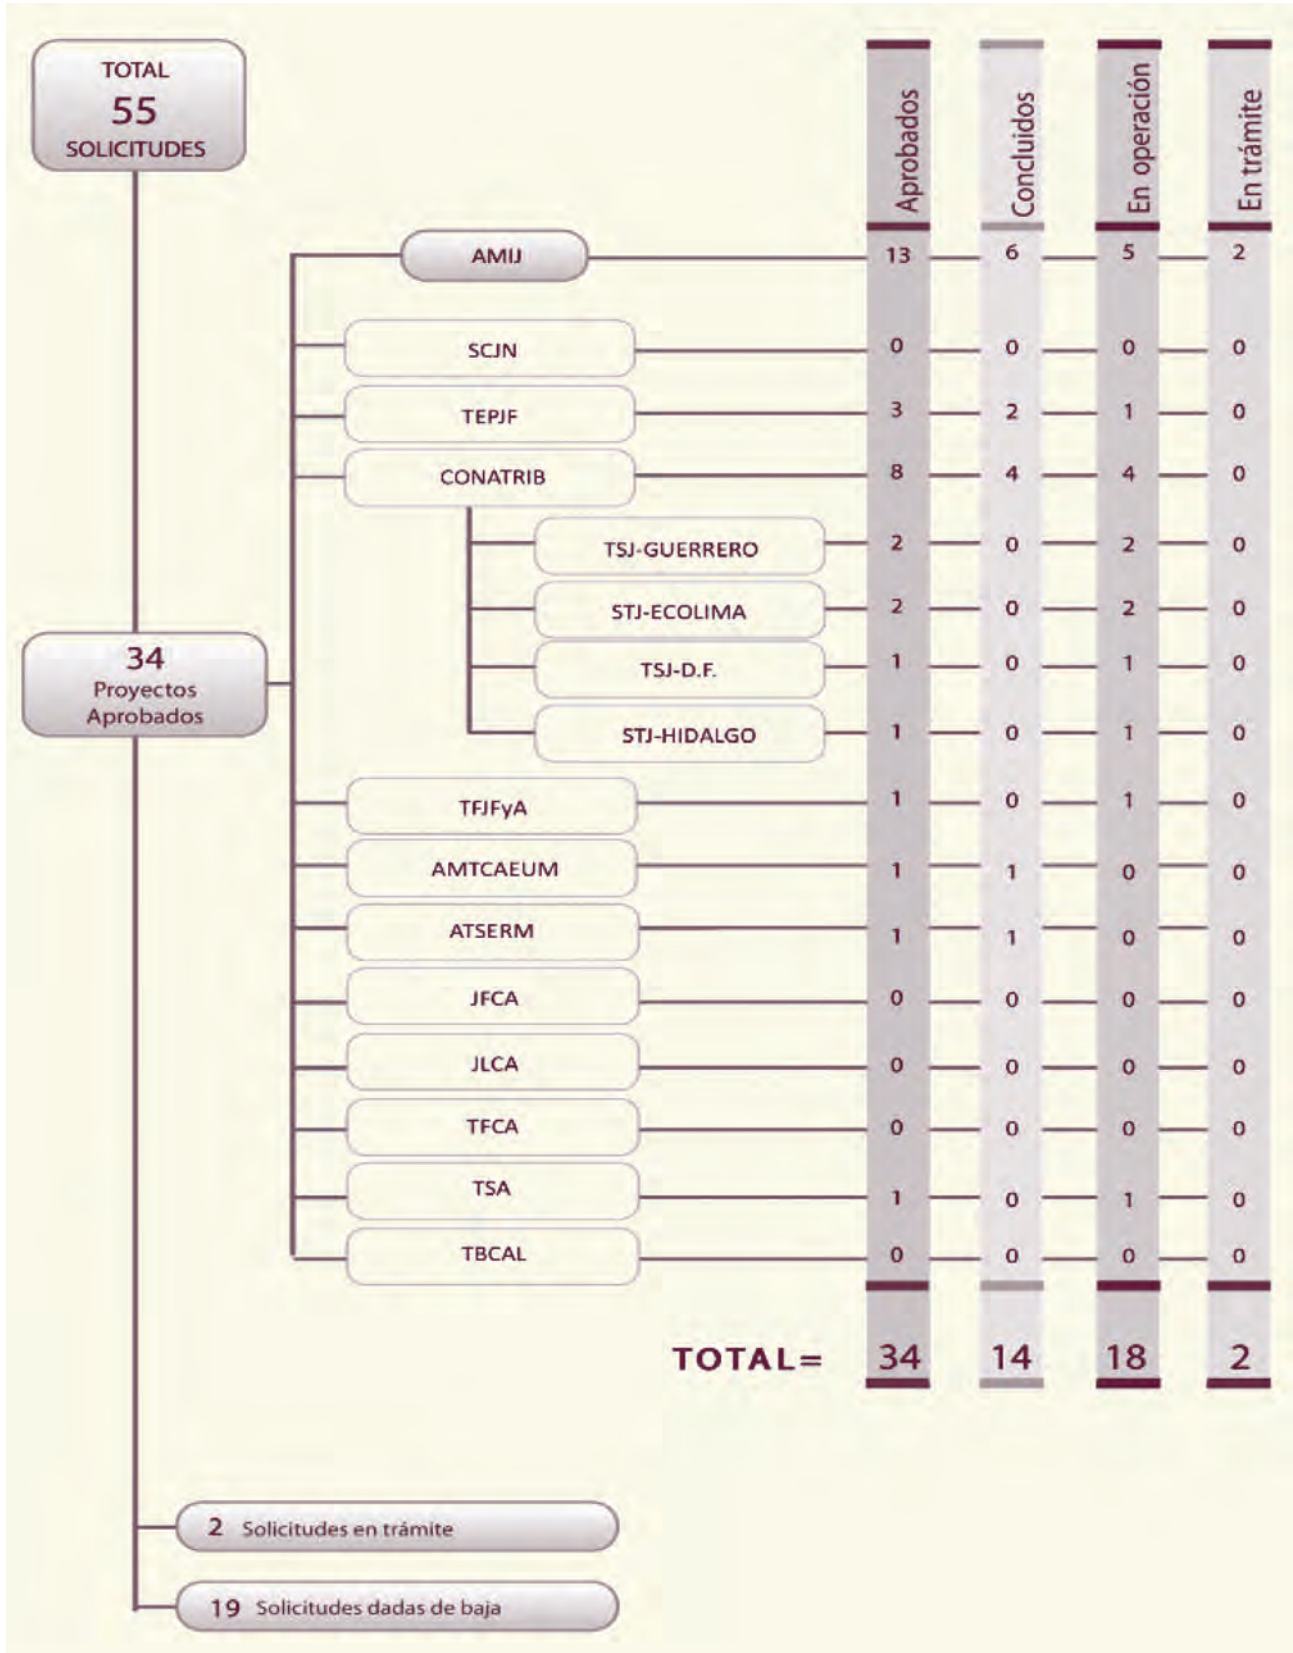 TOTAL
55
SOLICITUDES
Aprobados
Concluidos
En operación
En trámite
AMIJ 13 6 5 2
SCJN 0 0 0 0
TEPJF 3 2 1 0
CONATRIB 8 4 4 0
TSJ-GUERRERO 2 0 2 0
STJ-ECOLIMA 2 0 2 0
TSJ-D.F. 1 0 1 0
STJ-HIDALGO 1 0 1 0
34
Proyectos
Aprobados
TFJFyA 1 0 1 0
AMTCAEUM 1 1 0 0
ATSERM 1 1 0 0
JFCA 0 0 0 0
JLCA 0 0 0 0
TFCA 0 0 0 0
TSA 1 0 1 0
TBCAL 0 0 0 0
TOTAL= 34 14 18 2
2 Solicitudes en trámite
19 Solicitudes dadas de baja